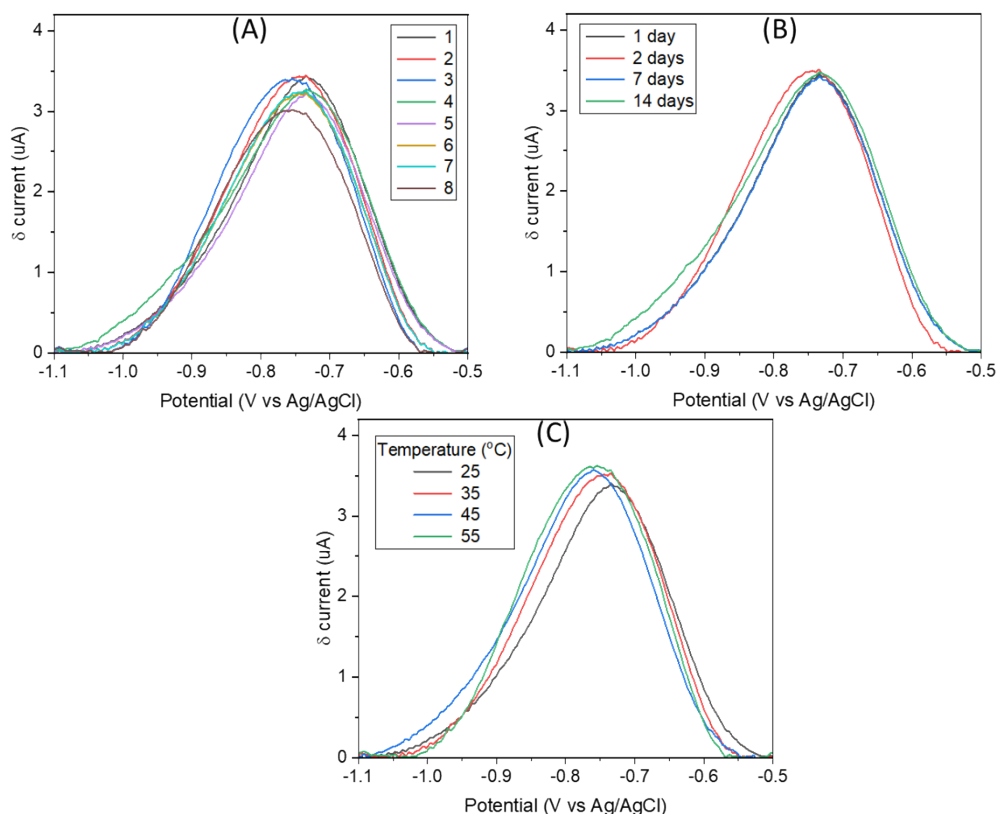 (A)
4
3
2
1
0
δ current (uA)
1
2
3
4
5
6
7
8
-1.1 -1.0 -0.9 -0.8 -0.7 -0.6 -0.5
Potential (V vs Ag/AgCl)
(B)
4
3
2
1
0
δ current (uA)
1 day
2 days
7 days
14 days
-1.1 -1.0 -0.9 -0.8 -0.7 -0.6 -0.5
Potential (V vs Ag/AgCl)
(C)
4
3
2
1
0
δ current (uA)
Temperature (°C)
25
35
45
55
-1.1 -1.0 -0.9 -0.8 -0.7 -0.6 -0.5
Potential (V vs Ag/AgCl)